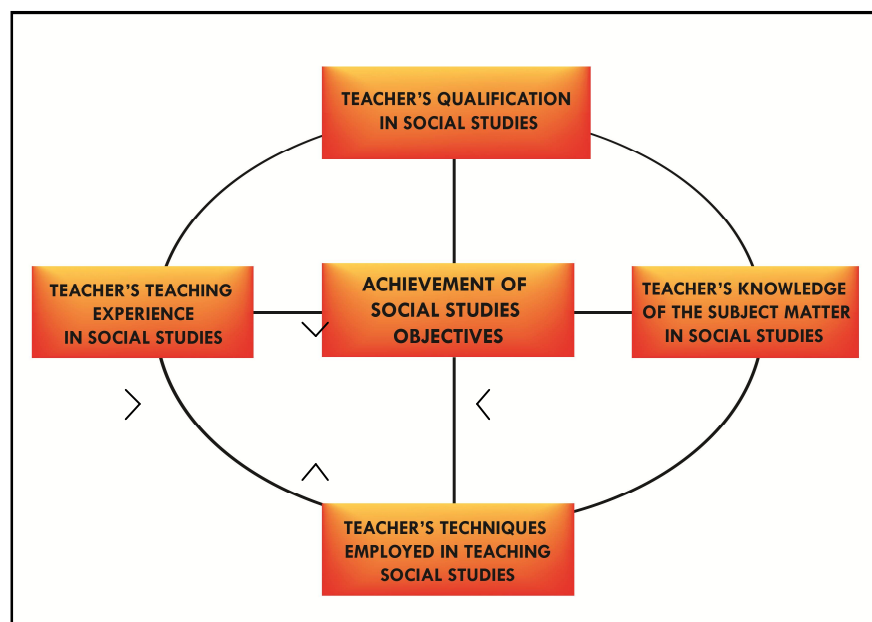 TEACHER'S QUALIFICATION
IN SOCIAL STUDIES
TEACHER'S TEACHING
EXPERIENCE
IN SOCIAL STUDIES
ACHIEVEMENT OF
SOCIAL STUDIES
OBJECTIVES
TEACHER'S KNOWLEDGE
OF THE SUBJECT MATTER
IN SOCIAL STUDIES
TEACHER'S TECHNIQUES
EMPLOYED IN TEACHING
SOCIAL STUDIES